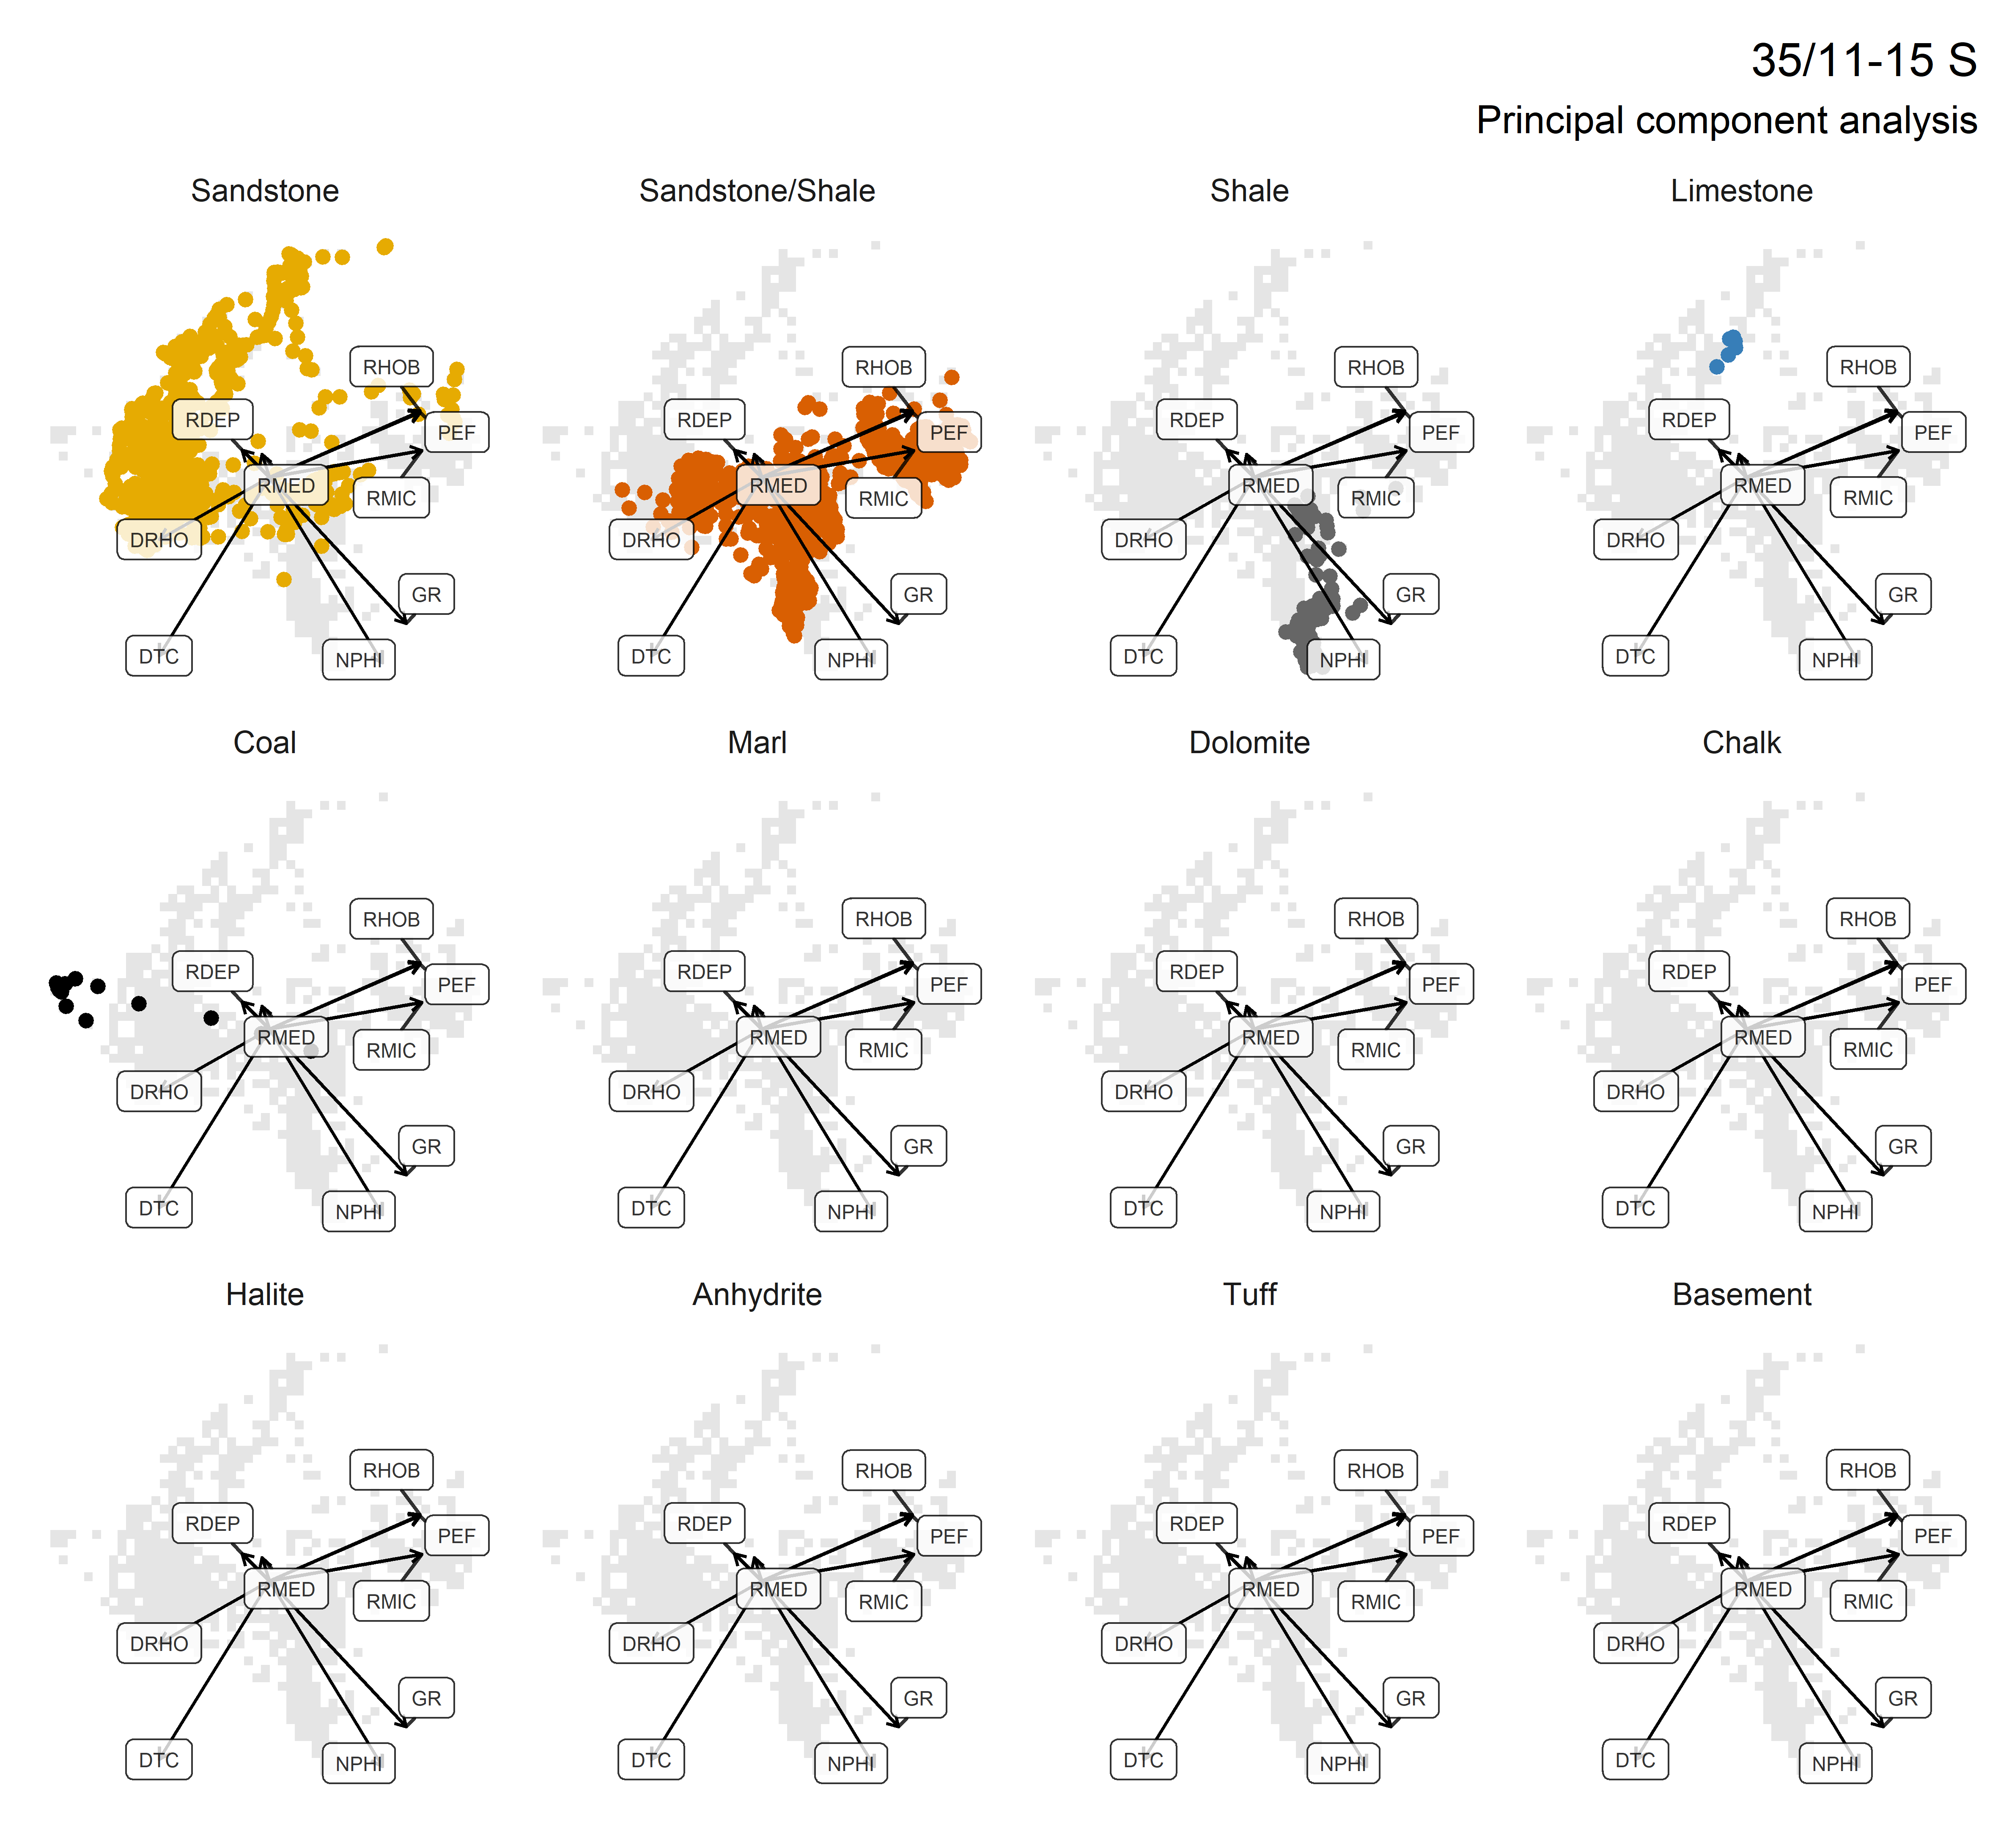 35/11-15 S
Principal component analysis
Sandstone
Sandstone/Shale
Shale
Limestone
RHOB
RDEP
PEF
RMED
RMIC
DRHO
GR
DTC
NPHI
RHOB
RDEP
PEF
RMED
RMIC
DRHO
GR
DTC
NPHI
RHOB
RDEP
PEF
RMED
RMIC
DRHO
GR
DTC
NPHI
RHOB
RDEP
PEF
RMED
RMIC
DRHO
GR
DTC
NPHI
Coal
Marl
Dolomite
Chalk
RHOB
RDEP
PEF
RMED
RMIC
DRHO
GR
DTC
NPHI
RHOB
RDEP
PEF
RMED
RMIC
DRHO
GR
DTC
NPHI
RHOB
RDEP
PEF
RMED
RMIC
DRHO
GR
DTC
NPHI
RHOB
RDEP
PEF
RMED
RMIC
DRHO
GR
DTC
NPHI
Halite
Anhydrite
Tuff
Basement
RHOB
RDEP
PEF
RMED
RMIC
DRHO
GR
DTC
NPHI
RHOB
RDEP
PEF
RMED
RMIC
DRHO
GR
DTC
NPHI
RHOB
RDEP
PEF
RMED
RMIC
DRHO
GR
DTC
NPHI
RHOB
RDEP
PEF
RMED
RMIC
DRHO
GR
DTC
NPHI